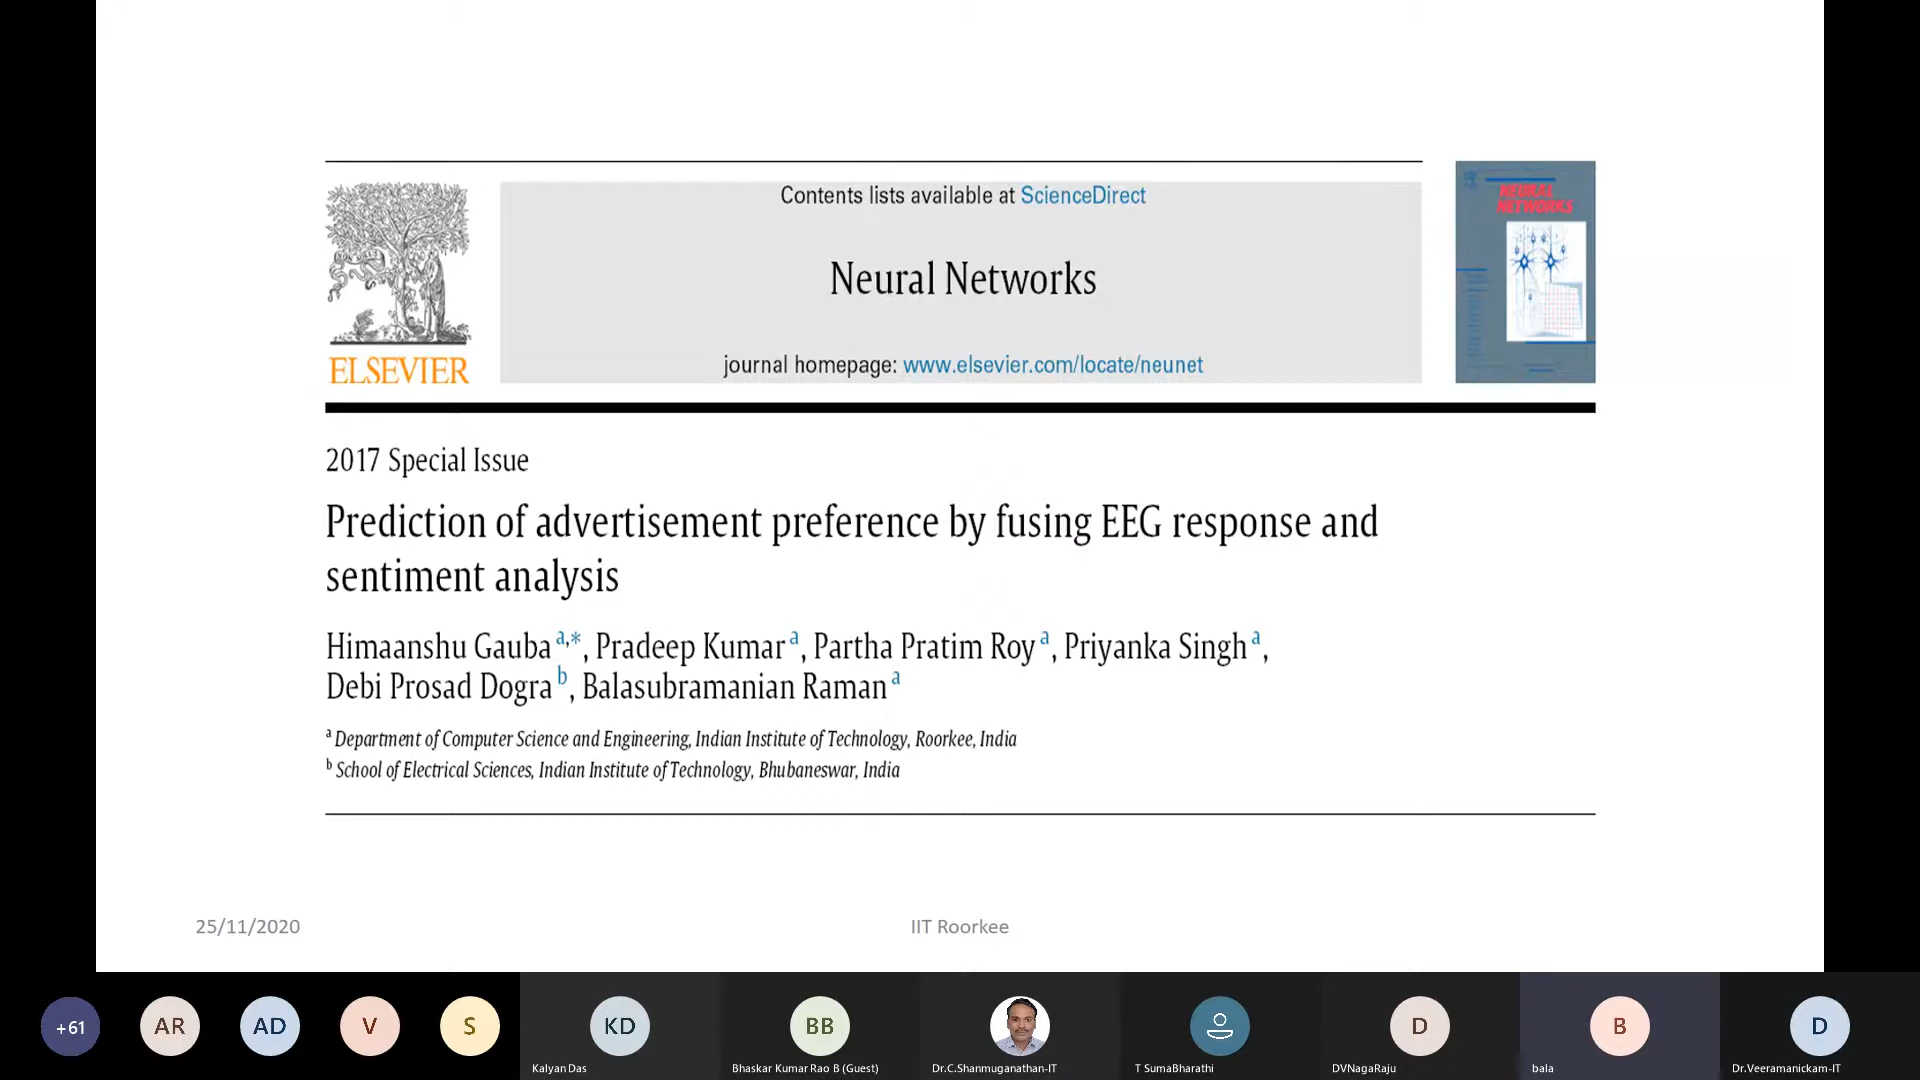 Contents lists available at ScienceDirect
Neural Networks
journal homepage: www.elsevier.com/locate/neunet
ELSEVIER
NEURAL
NETWORKS
2017 Special Issue
Prediction of advertisement preference by fusing EEG response and
sentiment analysis
Himaanshu Gauba a,*, Pradeep Kumar a, Partha Pratim Roy a, Priyanka Singh a,
Debi Prosad Dogra b, Balasubramanian Raman a
a Department of Computer Science and Engineering, Indian Institute of Technology, Roorkee, India
b School of Electrical Sciences, Indian Institute of Technology, Bhubaneswar, India
25/11/2020
IIT Roorkee
+61
AR
AD
V
S
KD
BB
D
B
D
Kalyan Das
Bhaskar Kumar Rao B (Guest)
Dr.C.Shanmuganathan-IT
T SumaBharathi
DVNagaRaju
bala
Dr.Veeramanickam-IT